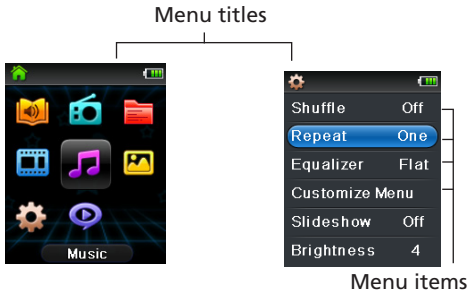 Menu titles
Music
Shuffle Off
Repeat One
Equalizer Flat
Customize Menu
Slideshow Off
Brightness 4
Menu items